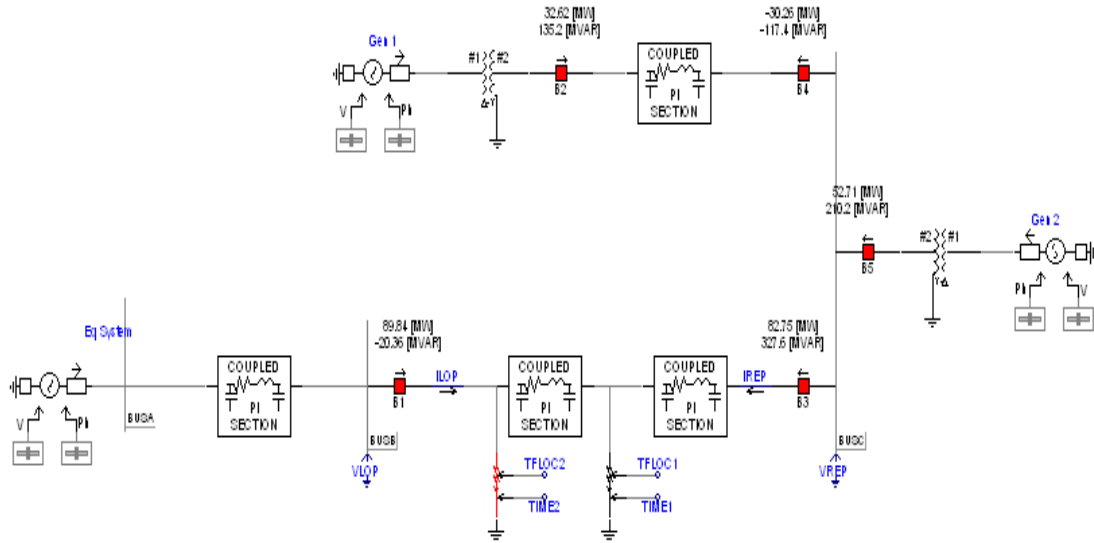 32.62 [MW]
135.2 [MVAR]
-30.26 [MW]
-117.4 [MVAR]
Gen 1
#1 #2
COUPLED
PI
SECTION
B2
B4
V
Ph
Δ-Y
52.71 [MW]
210.2 [MVAR]
Gen 2
#2 #1
B5
Y-Δ
Ph
V
Eq System
89.84 [MW]
-20.36 [MVAR]
82.75 [MW]
327.6 [MVAR]
COUPLED
PI
SECTION
ILOP
COUPLED
PI
SECTION
COUPLED
PI
SECTION
IREP
B1
B3
V
Ph
BUSA
BUSB
BUSC
VLOP
TFLOC2
TFLOC1
VREP
TIME2
TIME1